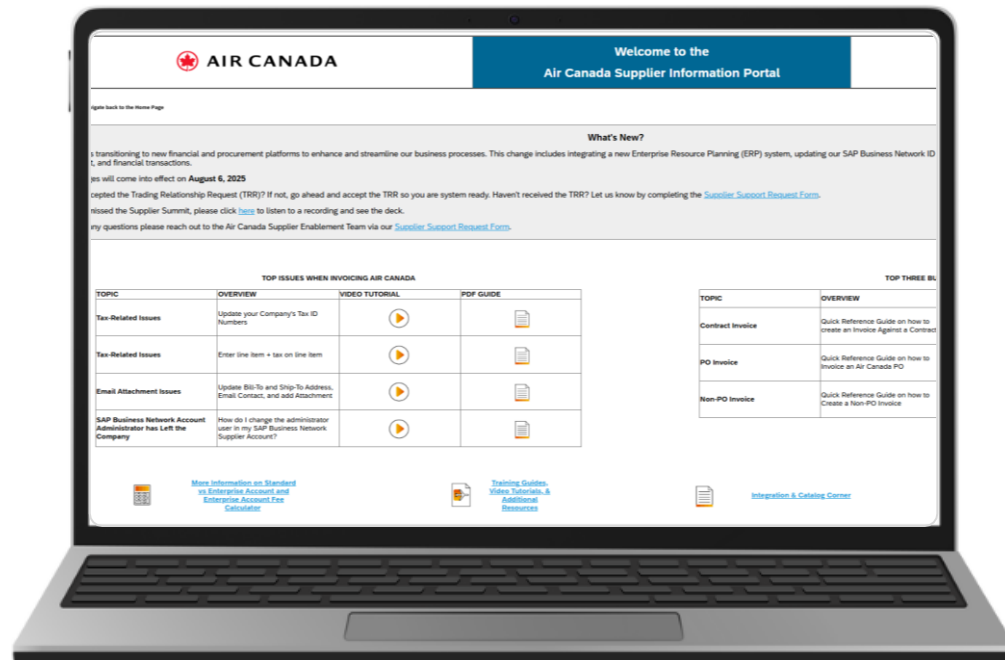 AIR CANADA
Welcome to the
Air Canada Supplier Information Portal
igate back to the Home Page
What's New?
s transitioning to new financial and procurement platforms to enhance and streamline our business processes. This change includes integrating a new Enterprise Resource Planning (ERP) system, updating our SAP Business Network ID
t, and financial transactions.
ges will come into effect on August 6, 2025
cepted the Trading Relationship Request (TRR)? If not, go ahead and accept the TRR so you are system ready. Haven't received the TRR? Let us know by completing the Supplier Support Request Form.
missed the Supplier Summit, please click here to listen to a recording and see the deck.
ny questions please reach out to the Air Canada Supplier Enablement Team via our Supplier Support Request Form.
TOP ISSUES WHEN INVOICING AIR CANADA
TOPIC OVERVIEW VIDEO TUTORIAL PDF GUIDE
Tax-Related Issues
Update your Company's Tax ID
Numbers
Tax-Related Issues
Enter line item + tax on line item
Email Attachment Issues
Update Bill-To and Ship-To Address,
Email Contact, and add Attachment
SAP Business Network Account
Administrator has Left the
Company
How do I change the administrator
user in my SAP Business Network
Supplier Account?
TOP THREE BU
TOPIC OVERVIEW
Contract Invoice
Quick Reference Guide on how to
create an Invoice Against a Contract
PO Invoice
Quick Reference Guide on how to
Invoice an Air Canada PO
Non-PO Invoice
Quick Reference Guide on how to
Create a Non-PO Invoice
More Information on Standard
vs Enterprise Account and
Enterprise Account Fee
Calculator
Training Guides,
Video Tutorials, &
Additional
Resources
Integration & Catalog Corner